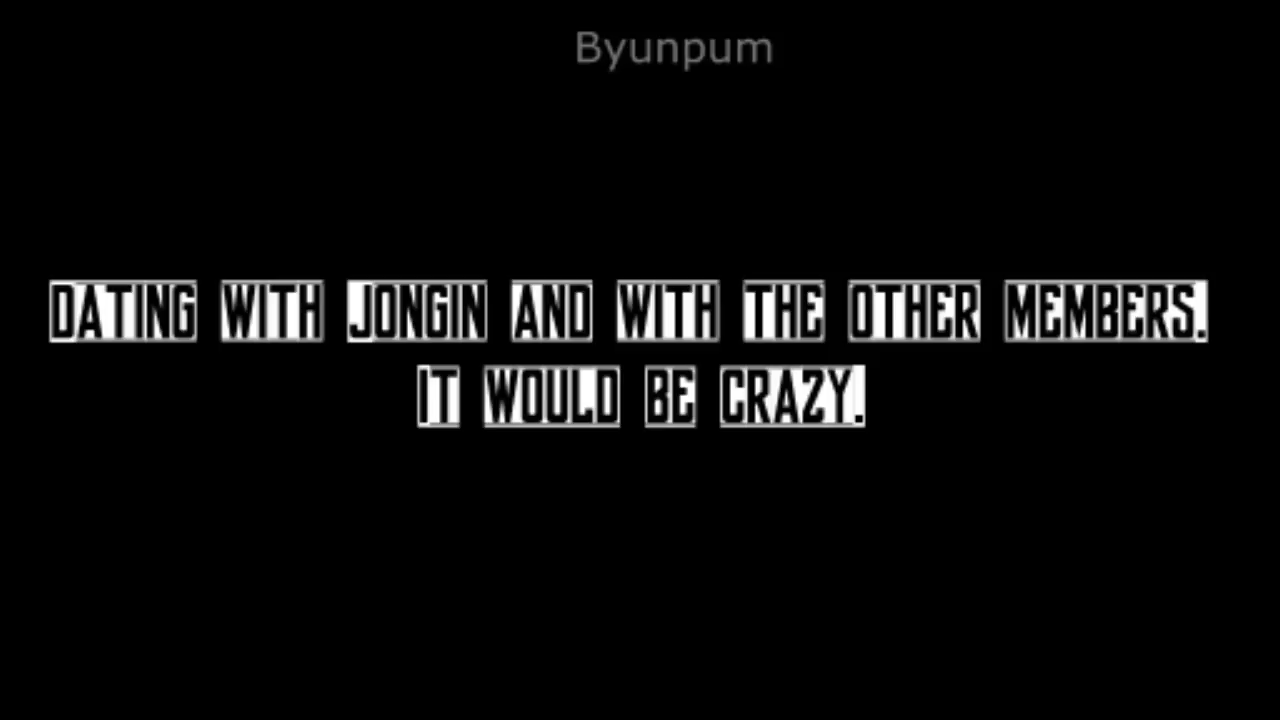 Byunpum
DATING WITH JONGIN AND WITH THE OTHER MEMBERS.
IT WOULD BE CRAZY.